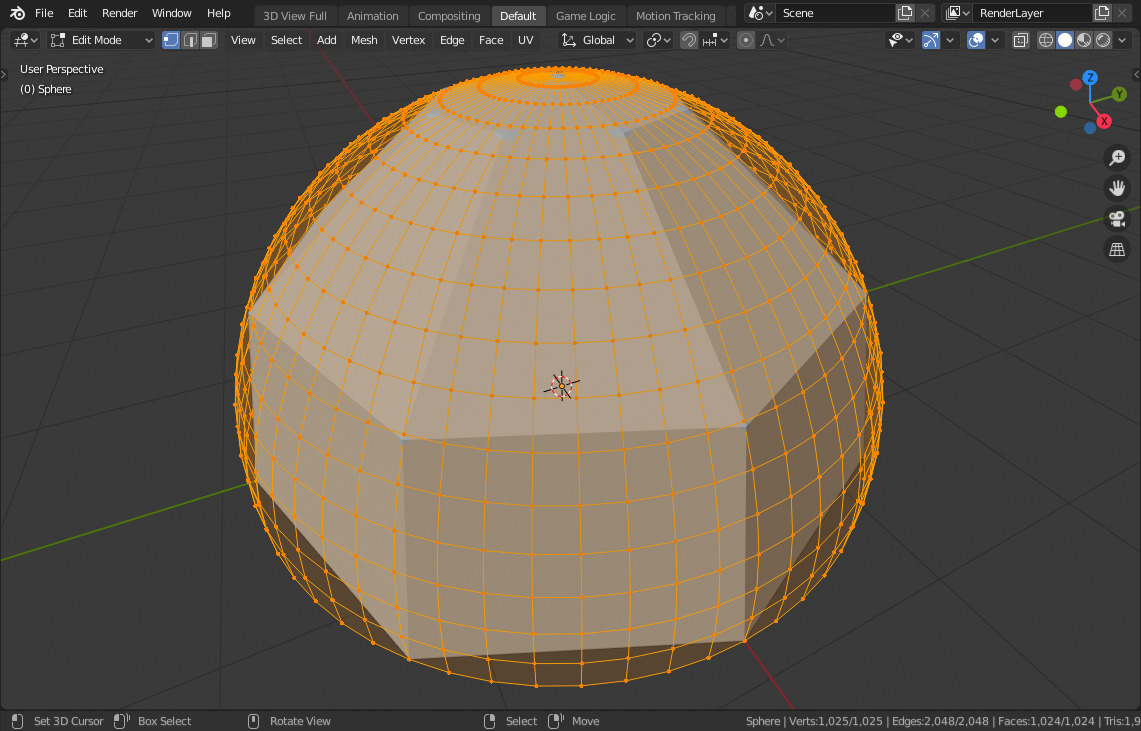 File Edit Render Window Help 3D View Full Animation Compositing Default Game Logic Motion Tracking Scene RenderLayer
Edit Mode View Select Add Mesh Vertex Edge Face UV Global
User Perspective
(0) Sphere
Z
Y
X
Set 3D Cursor Box Select Rotate View Select Move Sphere | Verts:1,025/1,025 | Edges:2,048/2,048 | Faces:1,024/1,024 | Tris:1,9